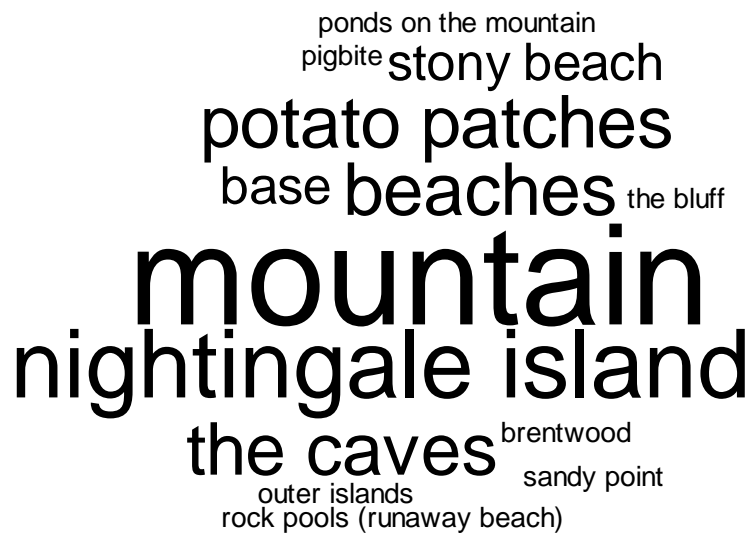 ponds on the mountain
pigbite stony beach
potato patches
base beaches the bluff
mountain
nightingale island
the caves brentwood
sandy point
outer islands
rock pools (runaway beach)